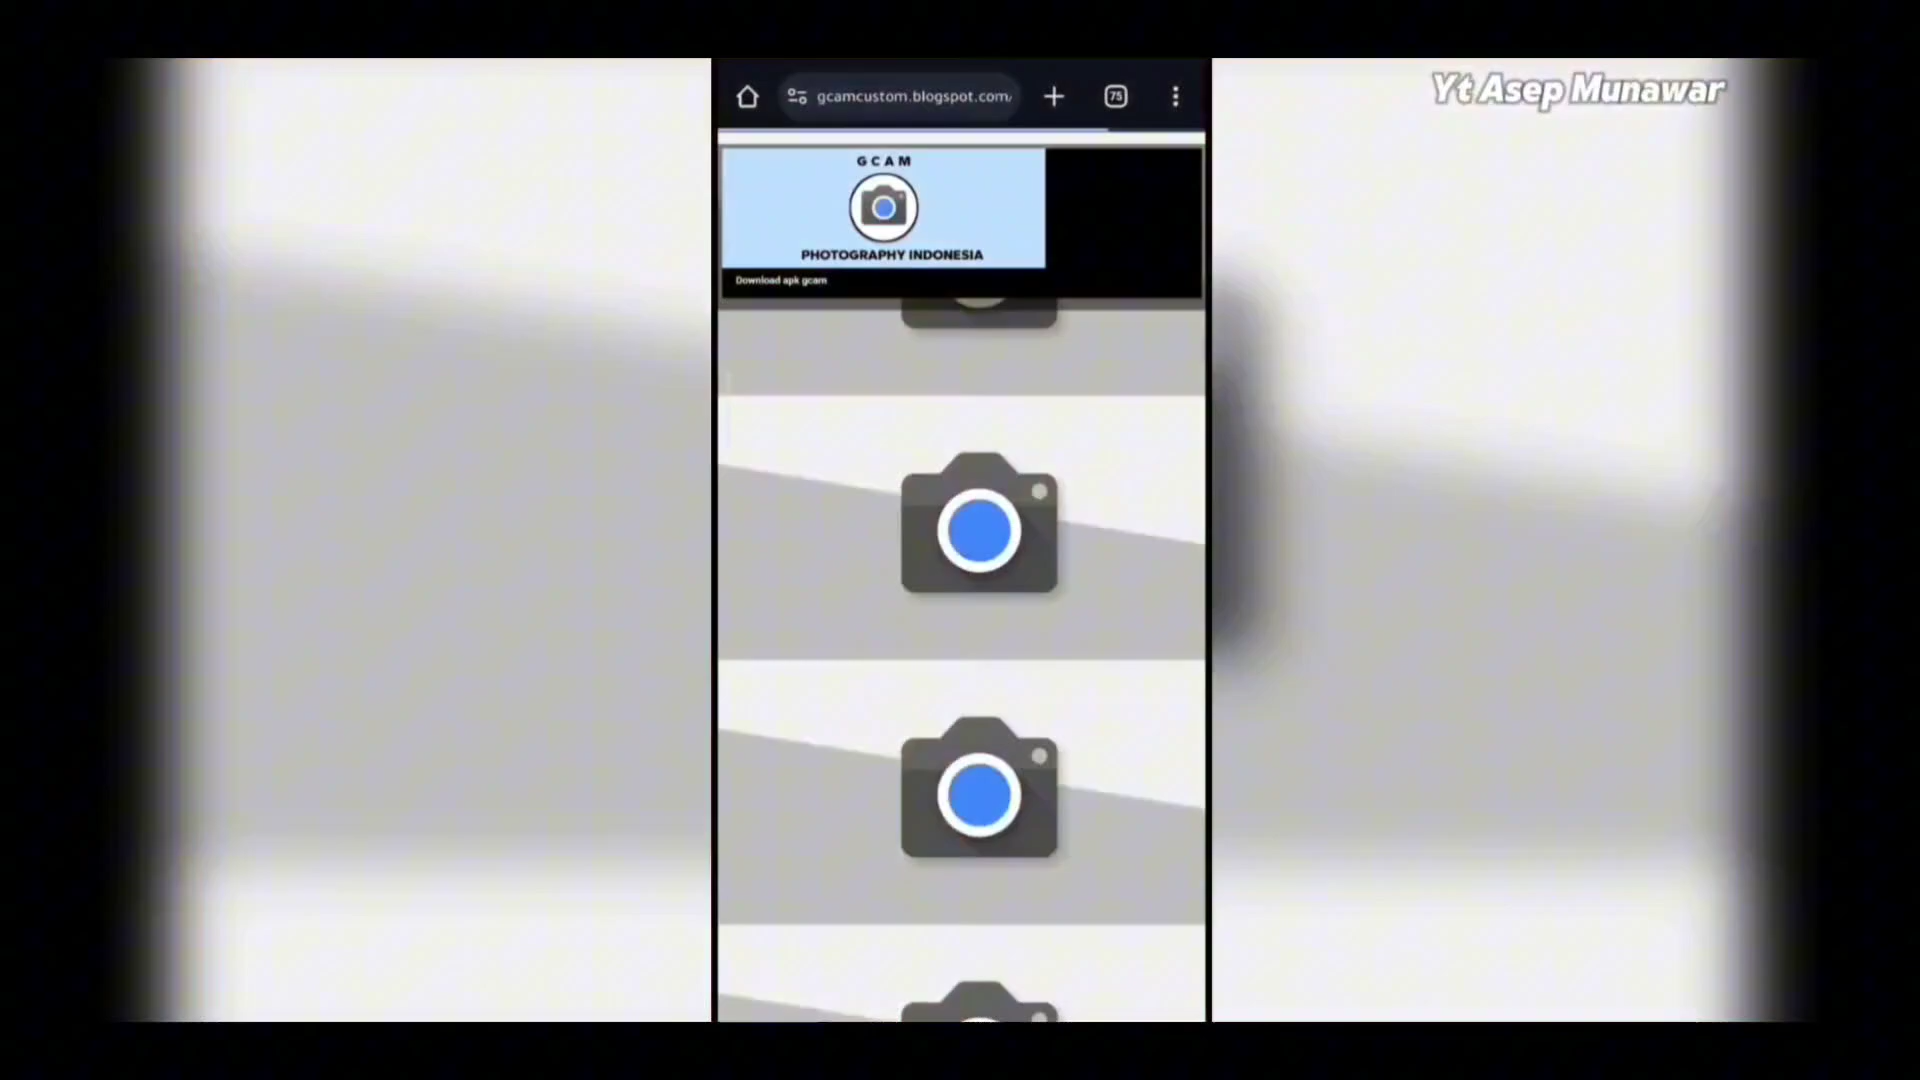 Yt Asep Munawar
gcamcustom.blogspot.com/
75
GCAM
PHOTOGRAPHY INDONESIA
Download apk gcam